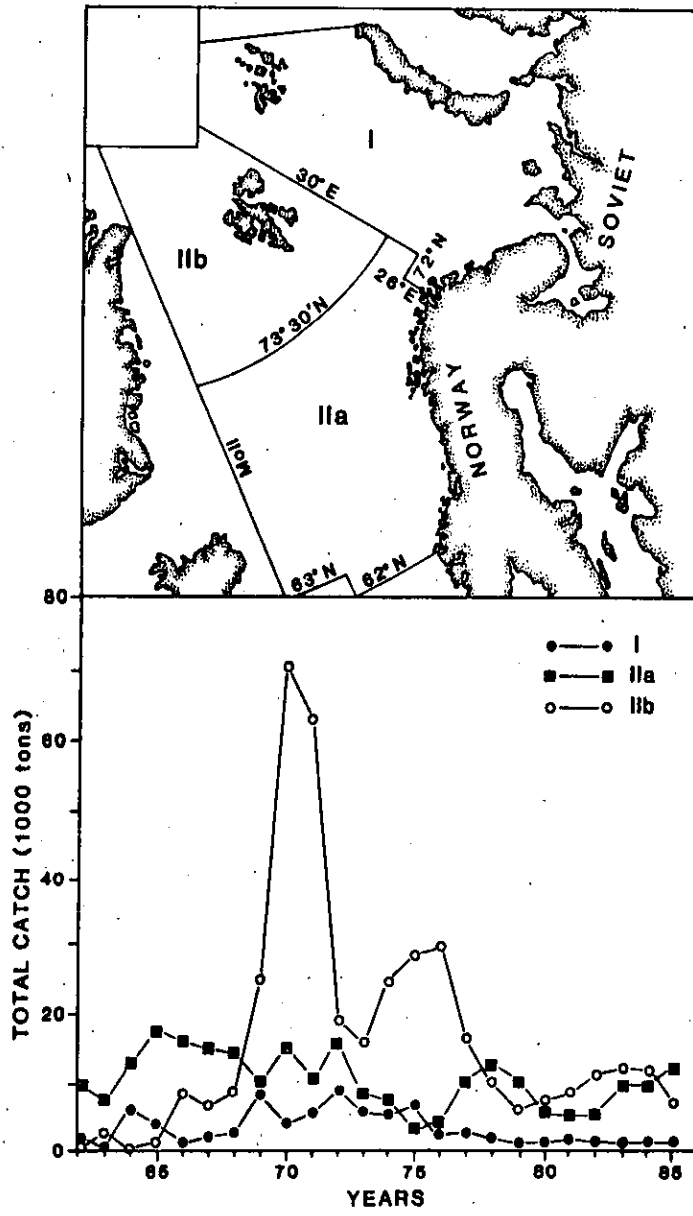 I
30°E
IIb
72°N
26°E
73°30'N
IIa
Moll
NORWAY
SOVIET
63°N
62°N
80
60
40
20
0
TOTAL CATCH (1000 tons)
I
IIa
IIb
65
70
75
80
85
YEARS